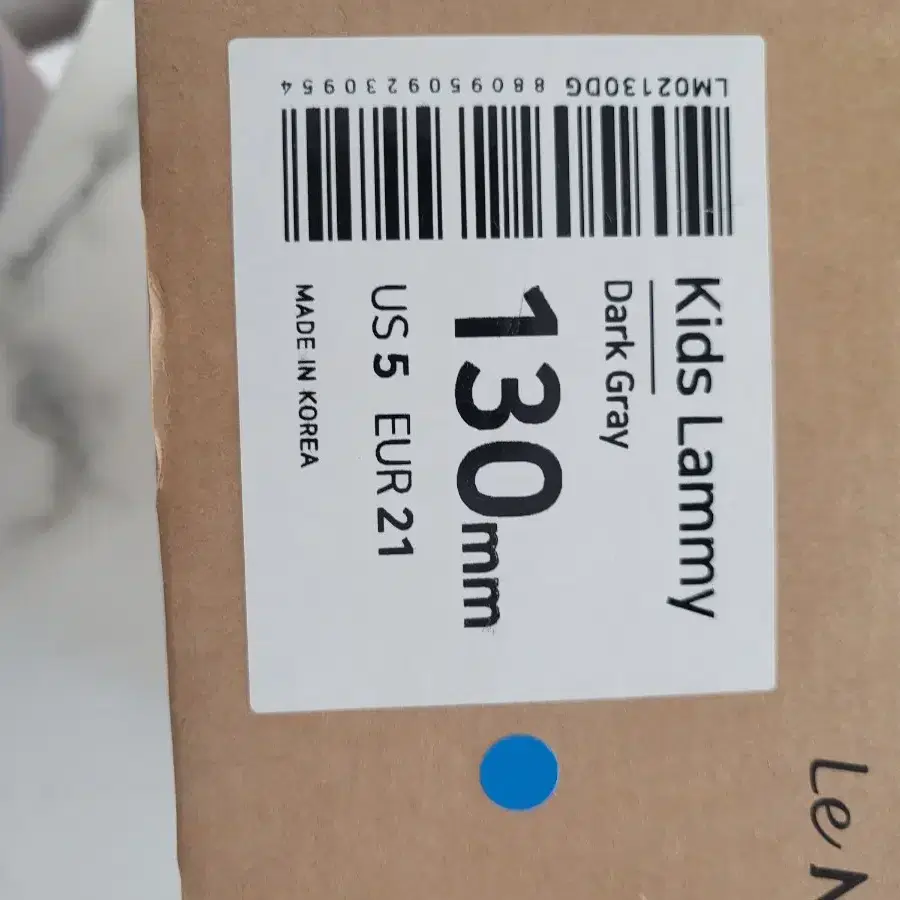 Kids Lammy
Dark Gray
130mm
US 5 EUR 21
MADE IN KOREA
LM02130DG 8809509230954
Le